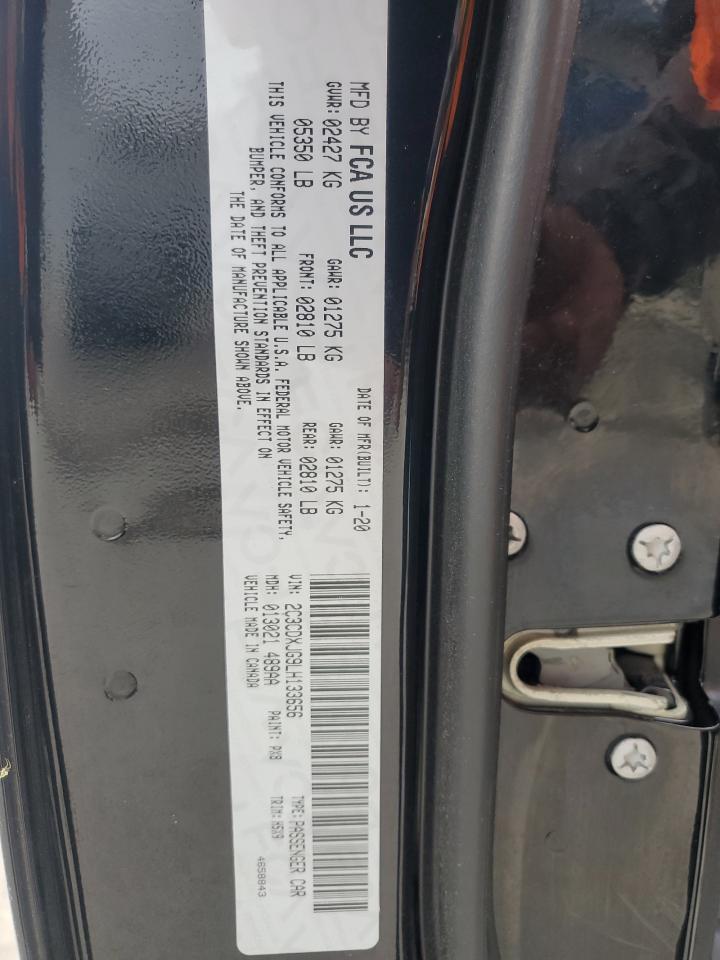 MFD BY FCA US LLC DATE OF MFR(BUILT): 1-20
GVWR: 02427 KG GAWR: 01275 KG GAWR: 01275 KG
05350 LB FRONT: 02810 LB REAR: 02810 LB
THIS VEHICLE CONFORMS TO ALL APPLICABLE U.S.A. FEDERAL MOTOR VEHICLE SAFETY,
BUMPER, AND THEFT PREVENTION STANDARDS IN EFFECT ON
THE DATE OF MANUFACTURE SHOWN ABOVE.
VIN: 2C3CDXJG9LH133656 TYPE: PASSENGER CAR
MDH: 013021 489AA PAINT: PX8 TRIM: H5X9
VEHICLE MADE IN CANADA 4658843